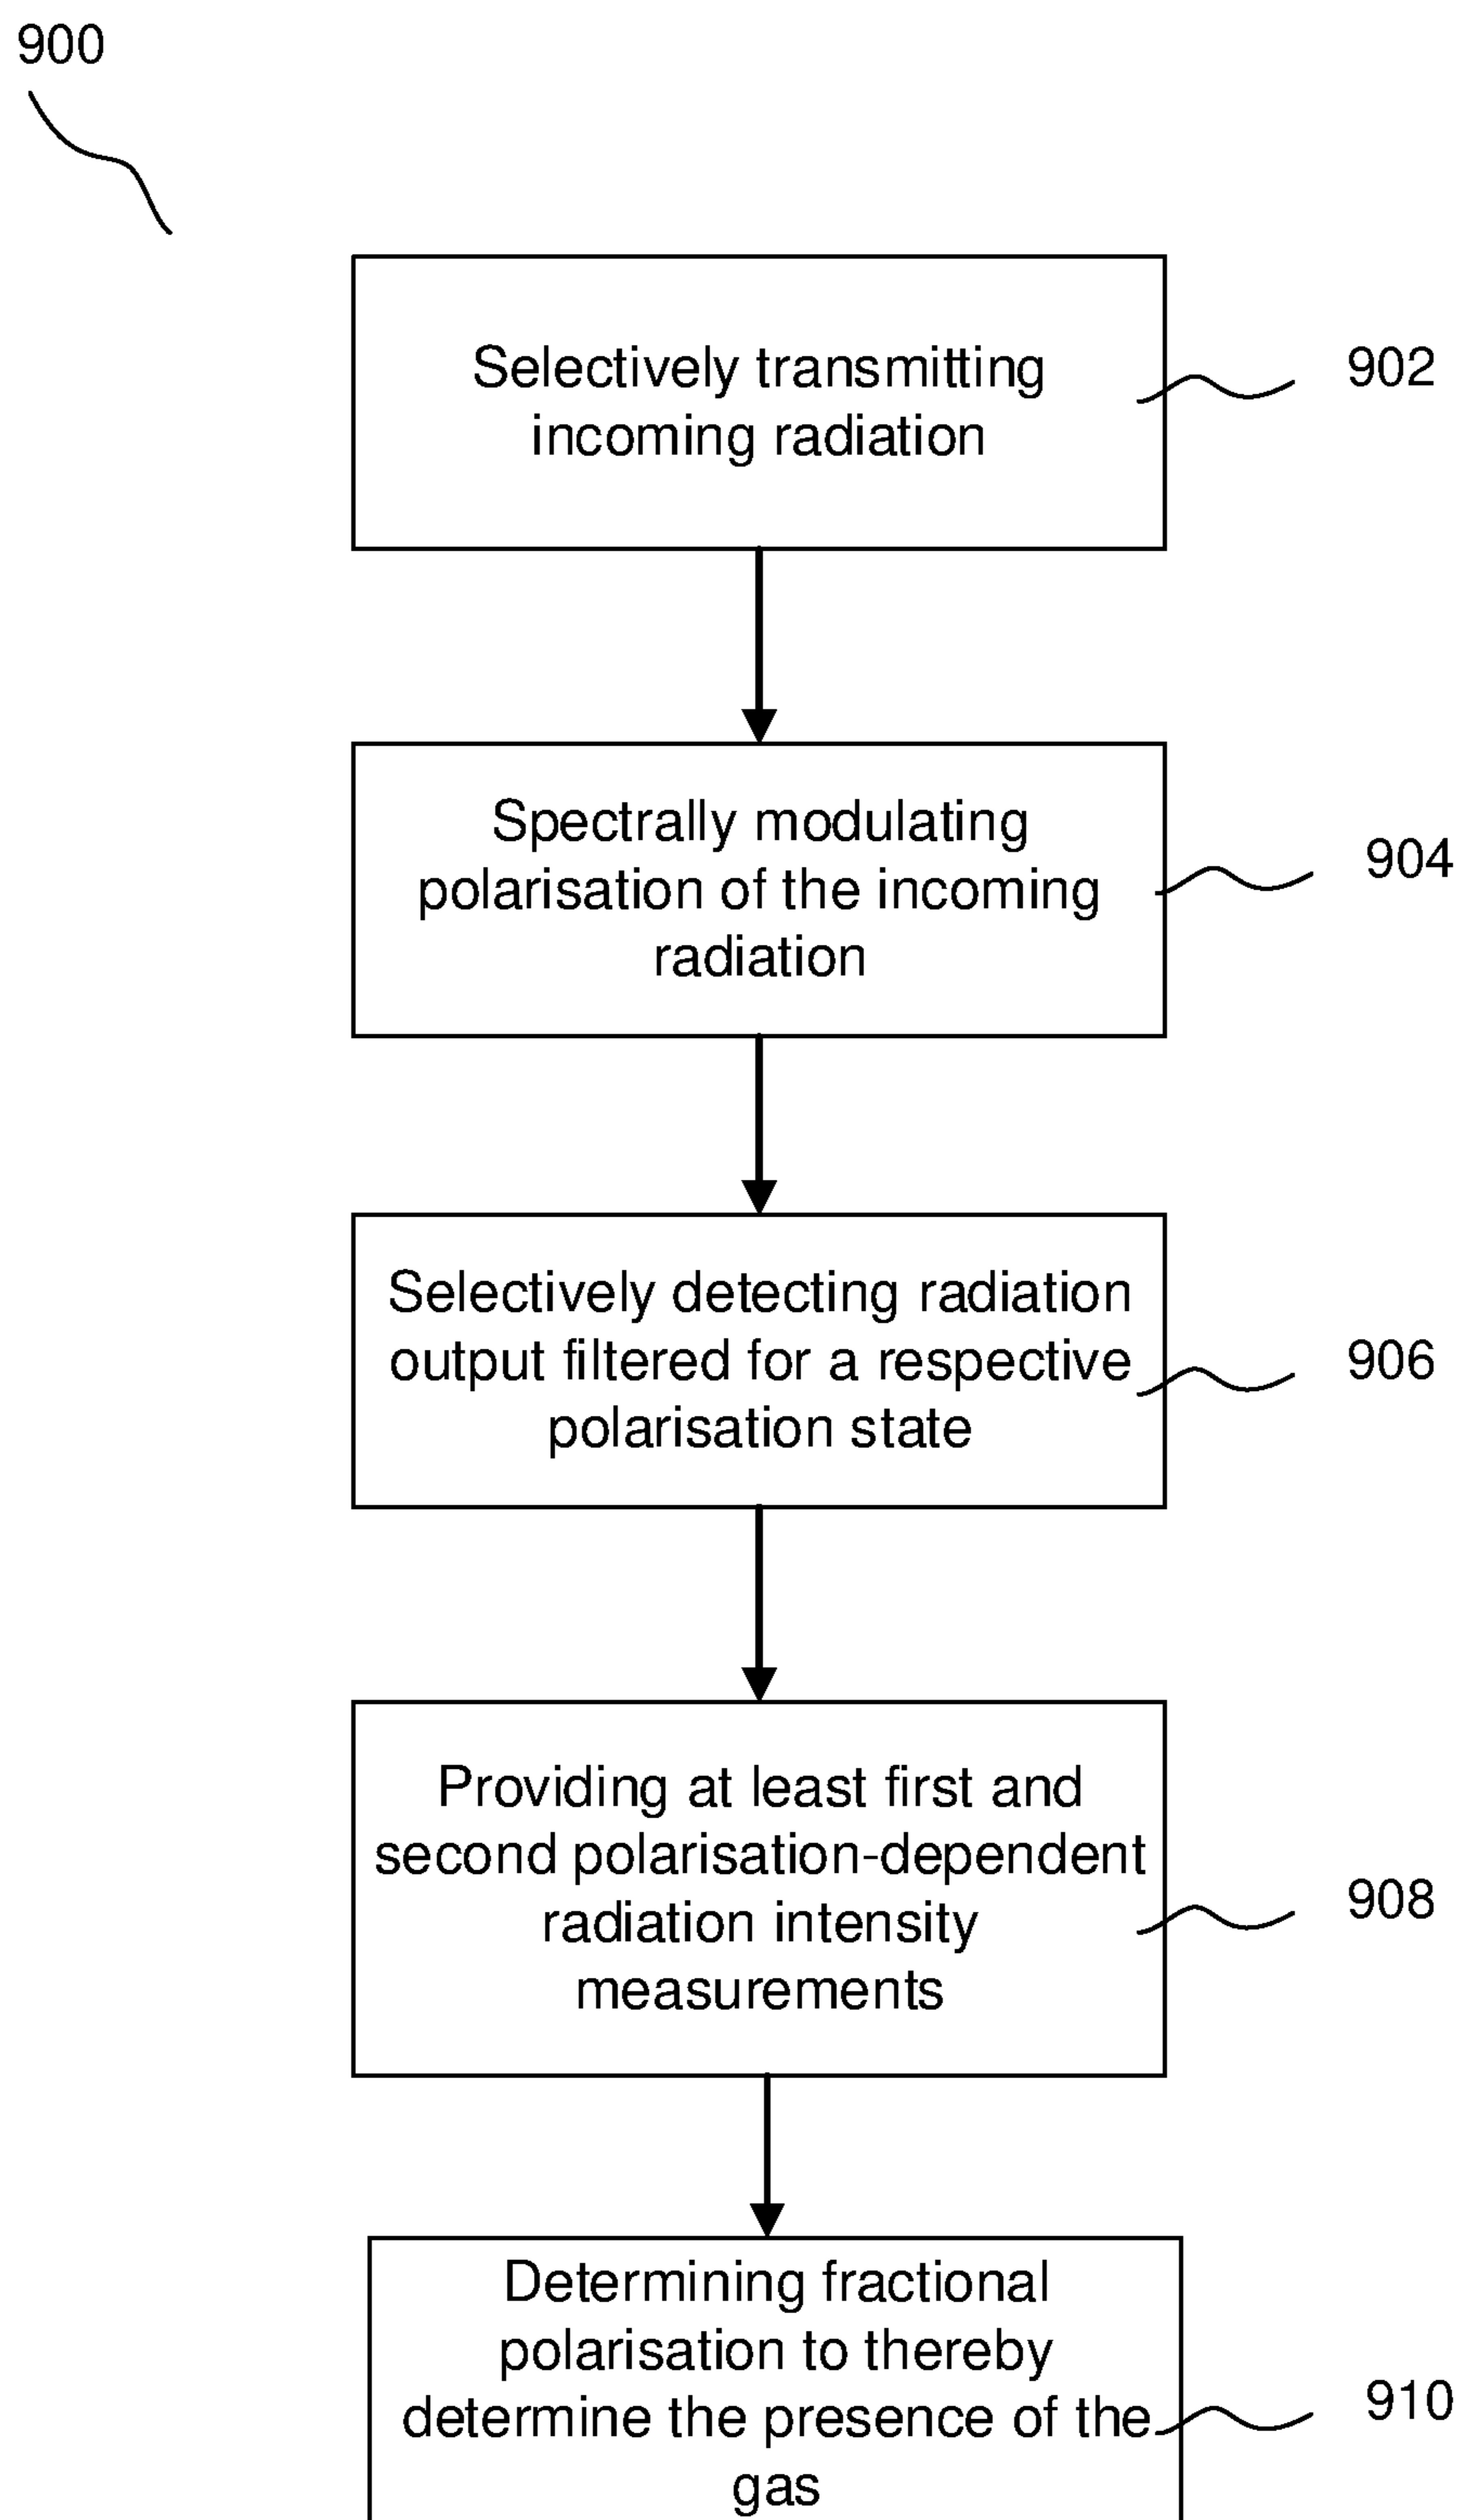 900
Selectively transmitting
incoming radiation
902
Spectrally modulating
polarisation of the incoming
radiation
904
Selectively detecting radiation
output filtered for a respective
polarisation state
906
Providing at least first and
second polarisation-dependent
radiation intensity
measurements
908
Determining fractional
polarisation to thereby
determine the presence of the
gas
910